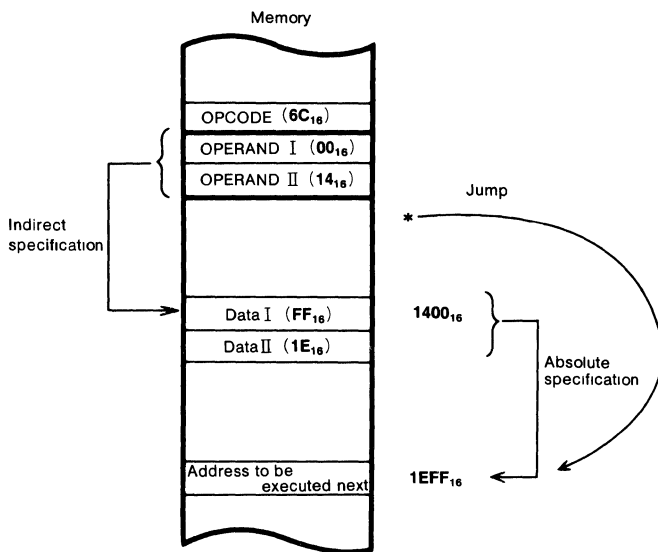 Memory
OPCODE (6C₁₆)
OPERAND Ⅰ (00₁₆)
OPERAND Ⅱ (14₁₆)
Jump
*
Indirect
specification
Data Ⅰ (FF₁₆)
1400₁₆
Data Ⅱ (1E₁₆)
Absolute
specification
Address to be
executed next
1EFF₁₆